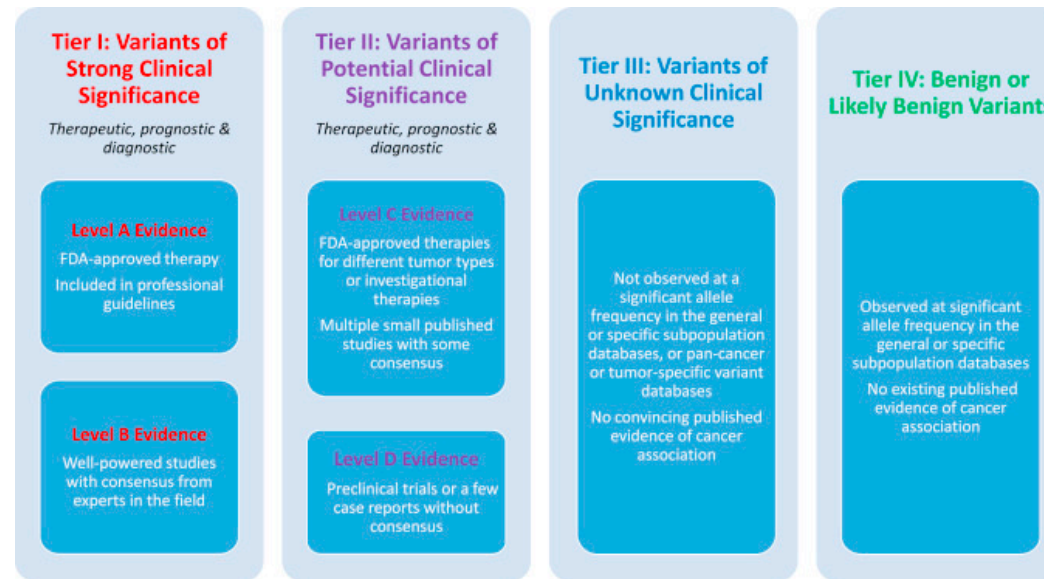 Tier I: Variants of
Strong Clinical
Significance
Therapeutic, prognostic &
diagnostic
Level A Evidence
FDA-approved therapy
Included in professional
guidelines
Level B Evidence
Well-powered studies
with consensus from
experts in the field
Tier II: Variants of
Potential Clinical
Significance
Therapeutic, prognostic &
diagnostic
Level C Evidence
FDA-approved therapies
for different tumor types
or investigational
therapies
Multiple small published
studies with some
consensus
Level D Evidence
Preclinical trials or a few
case reports without
consensus
Tier III: Variants of
Unknown Clinical
Significance
Not observed at a
significant allele
frequency in the general
or specific subpopulation
databases, or pan-cancer
or tumor-specific variant
databases
No convincing published
evidence of cancer
association
Tier IV: Benign or
Likely Benign Variant
Observed at significant
allele frequency in the
general or specific
subpopulation databases
No existing published
evidence of cancer
association